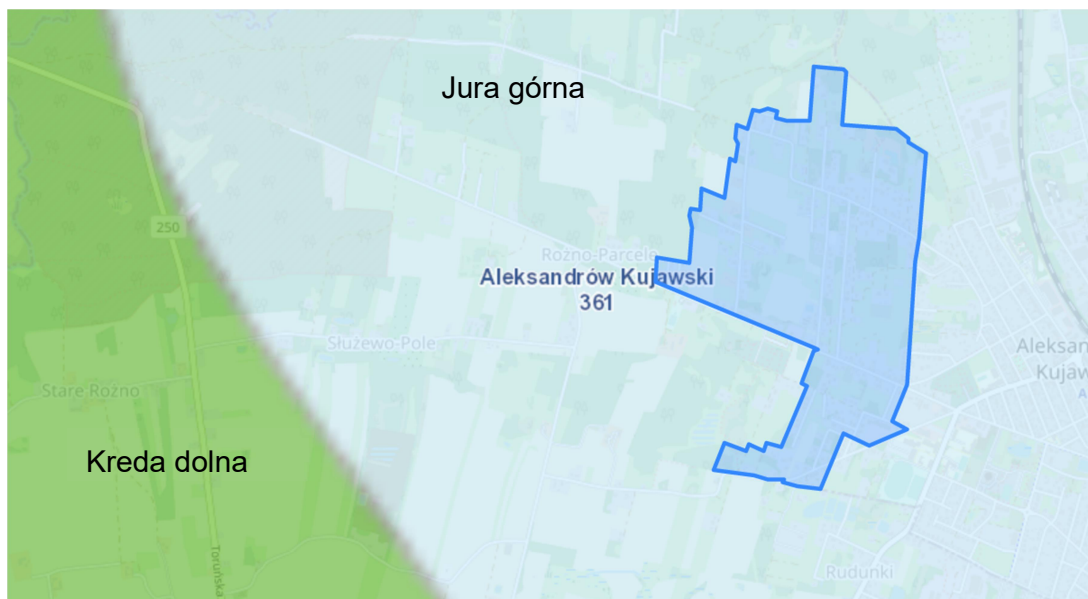 Jura górna
250
Rożno-Parcele
Aleksandrów Kujawski
361
Służewo-Pole
Aleksan
Kujaw
A
Stare Rożno
Kreda dolna
Toruńska
Rudunki